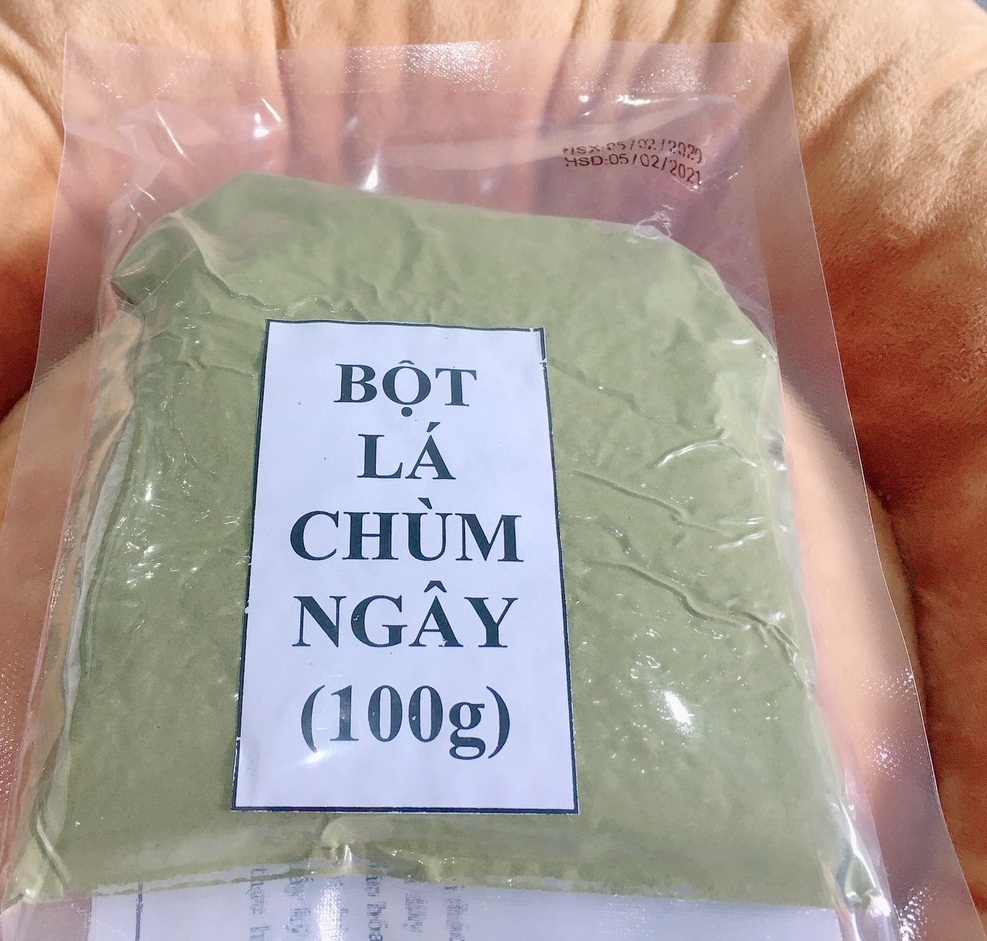 NSX:05/02/2020
HSD:05/02/2021
BỘT
LÁ
CHÙM
NGÂY
(100g)